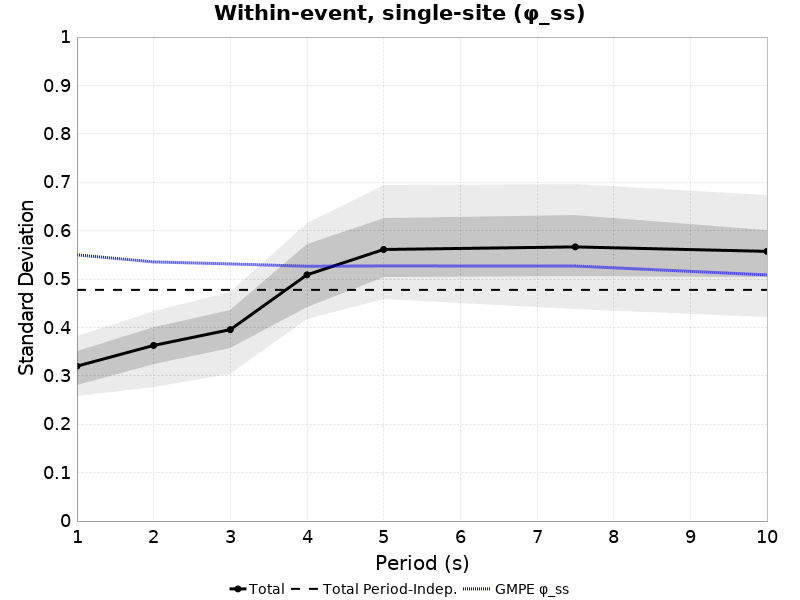 Within-event, single-site (φ_ss)
Standard Deviation
1
0.9
0.8
0.7
0.6
0.5
0.4
0.3
0.2
0.1
0
1 2 3 4 5 6 7 8 9 10
Period (s)
Total Total Period-Indep. GMPE φ_ss